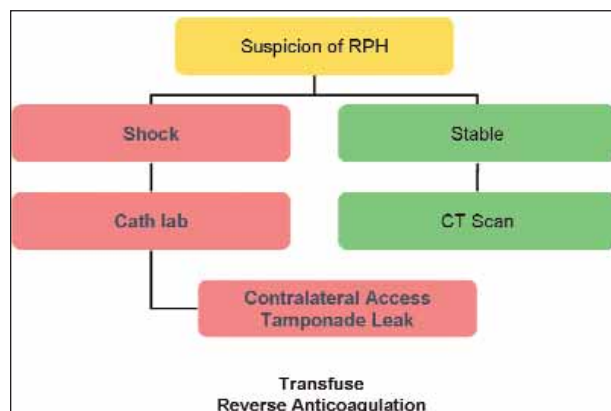 Suspicion of RPH
Shock
Stable
Cath lab
CT Scan
Contralateral Access
Tamponade Leak
Transfuse
Reverse Anticoagulation